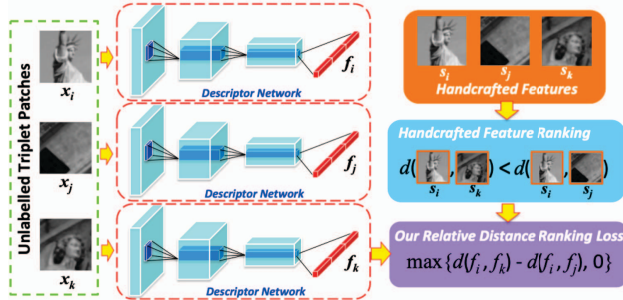 Unlabelled Triplet Patches
x_i
x_j
x_k
f_i
Descriptor Network
f_j
Descriptor Network
f_k
Descriptor Network
s_i s_j s_k
Handcrafted Features
Handcrafted Feature Ranking
d( , ) < d( , )
s_i s_k s_i s_j
Our Relative Distance Ranking Loss
max {d(f_i, f_k) - d(f_i, f_j), 0}